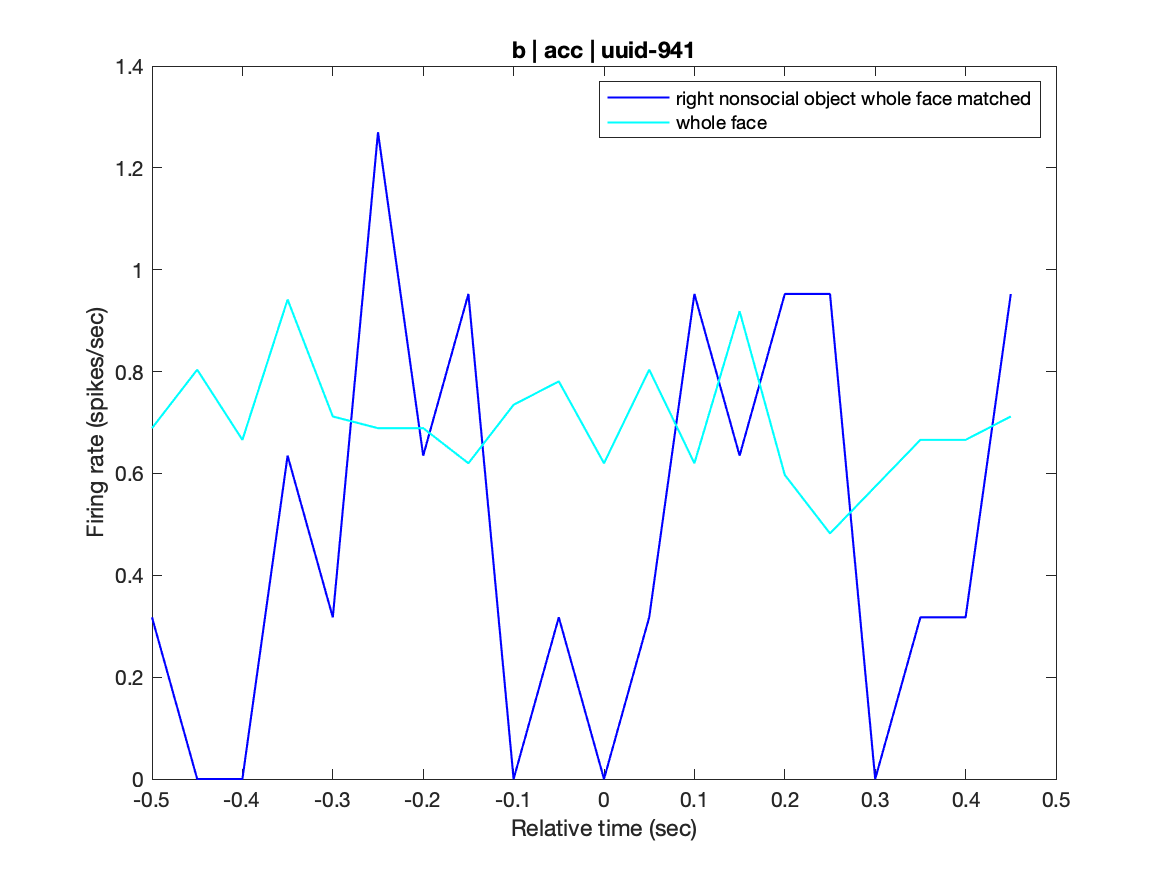 b | acc | uuid-941
right nonsocial object whole face matched
whole face
Firing rate (spikes/sec)
1.4
1.2
1
0.8
0.6
0.4
0.2
0
-0.5 -0.4 -0.3 -0.2 -0.1 0 0.1 0.2 0.3 0.4 0.5
Relative time (sec)